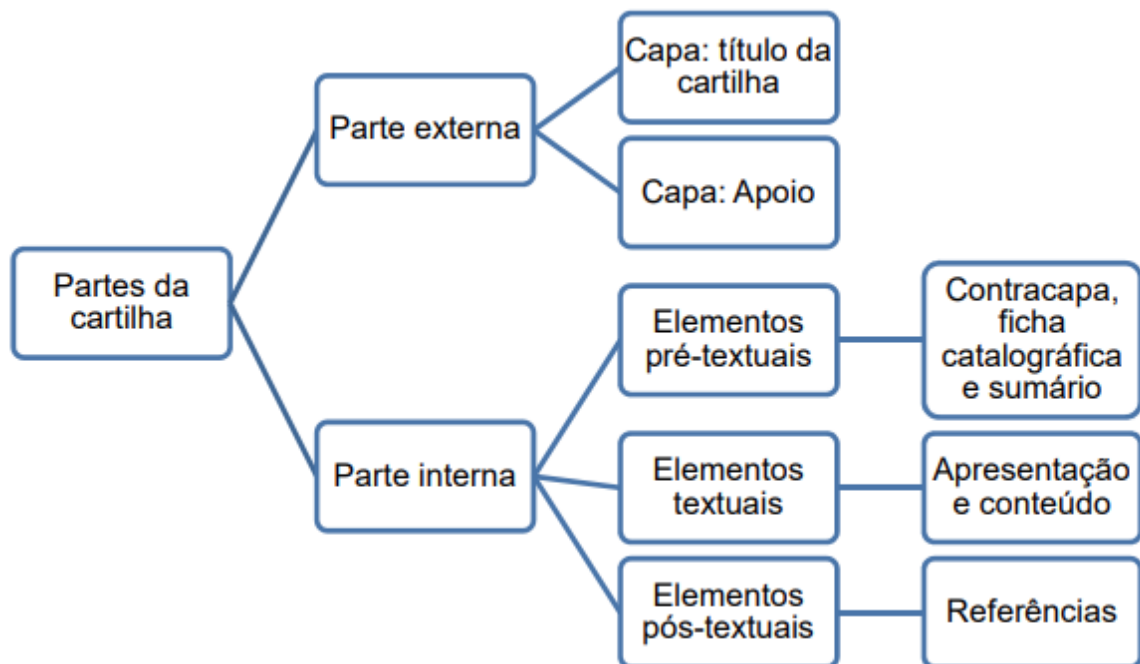 Partes da
cartilha
Parte externa
Capa: título da
cartilha
Capa: Apoio
Parte interna
Elementos
pré-textuais
Contracapa,
ficha
catalográfica
e sumário
Elementos
textuais
Apresentação
e conteúdo
Elementos
pós-textuais
Referências